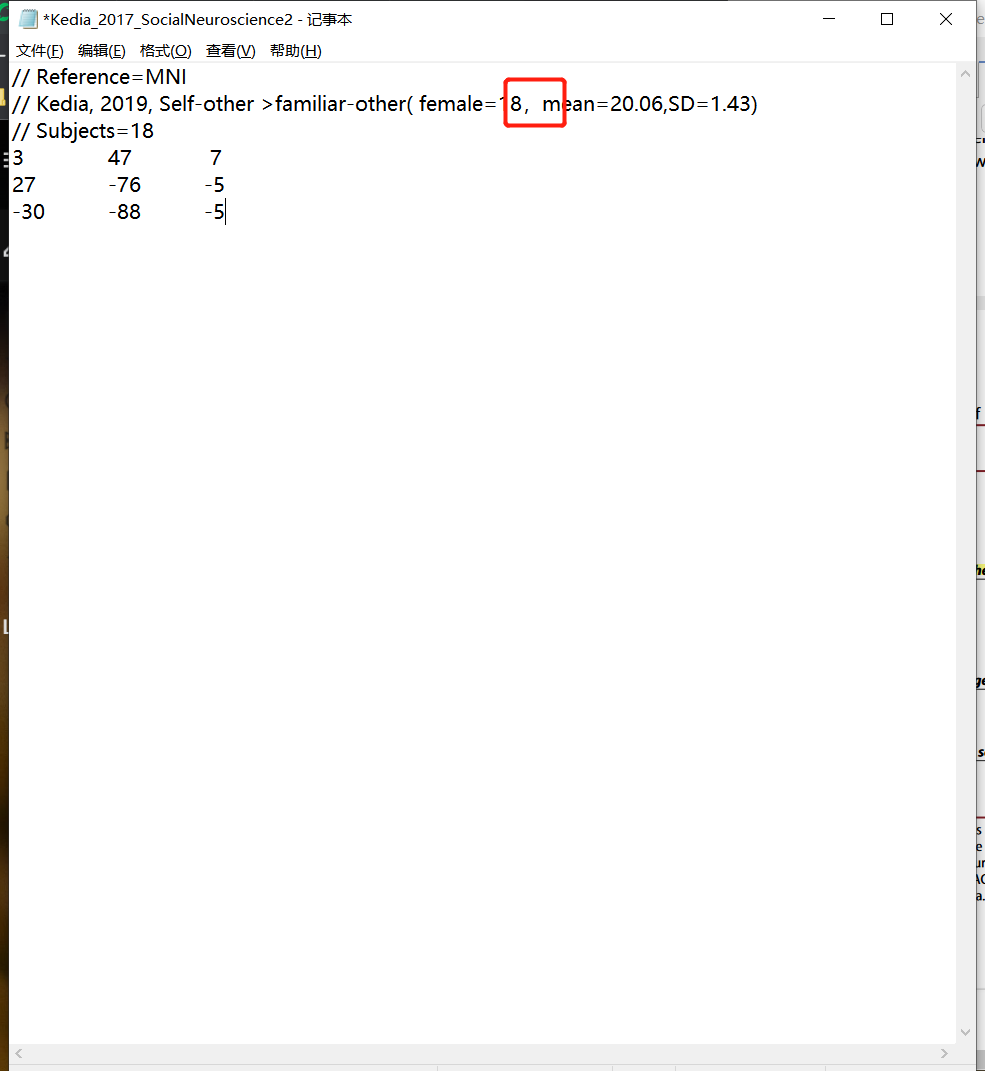 *Kedia_2017_SocialNeuroscience2 - 记事本
文件(F) 编辑(E) 格式(O) 查看(V) 帮助(H)
// Reference=MNI
// Kedia, 2019, Self-other >familiar-other( female=18，mean=20.06,SD=1.43)
// Subjects=18
3 47 7
27 -76 -5
-30 -88 -5